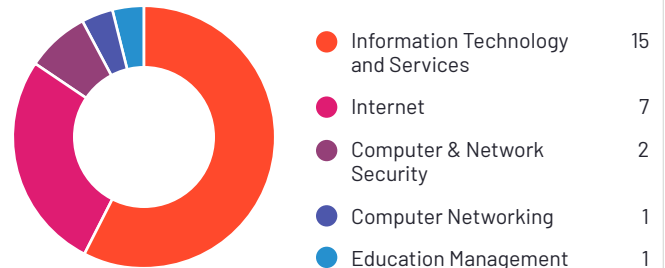 Information Technology 15
and Services
Internet 7
Computer & Network 2
Security
Computer Networking 1
Education Management 1